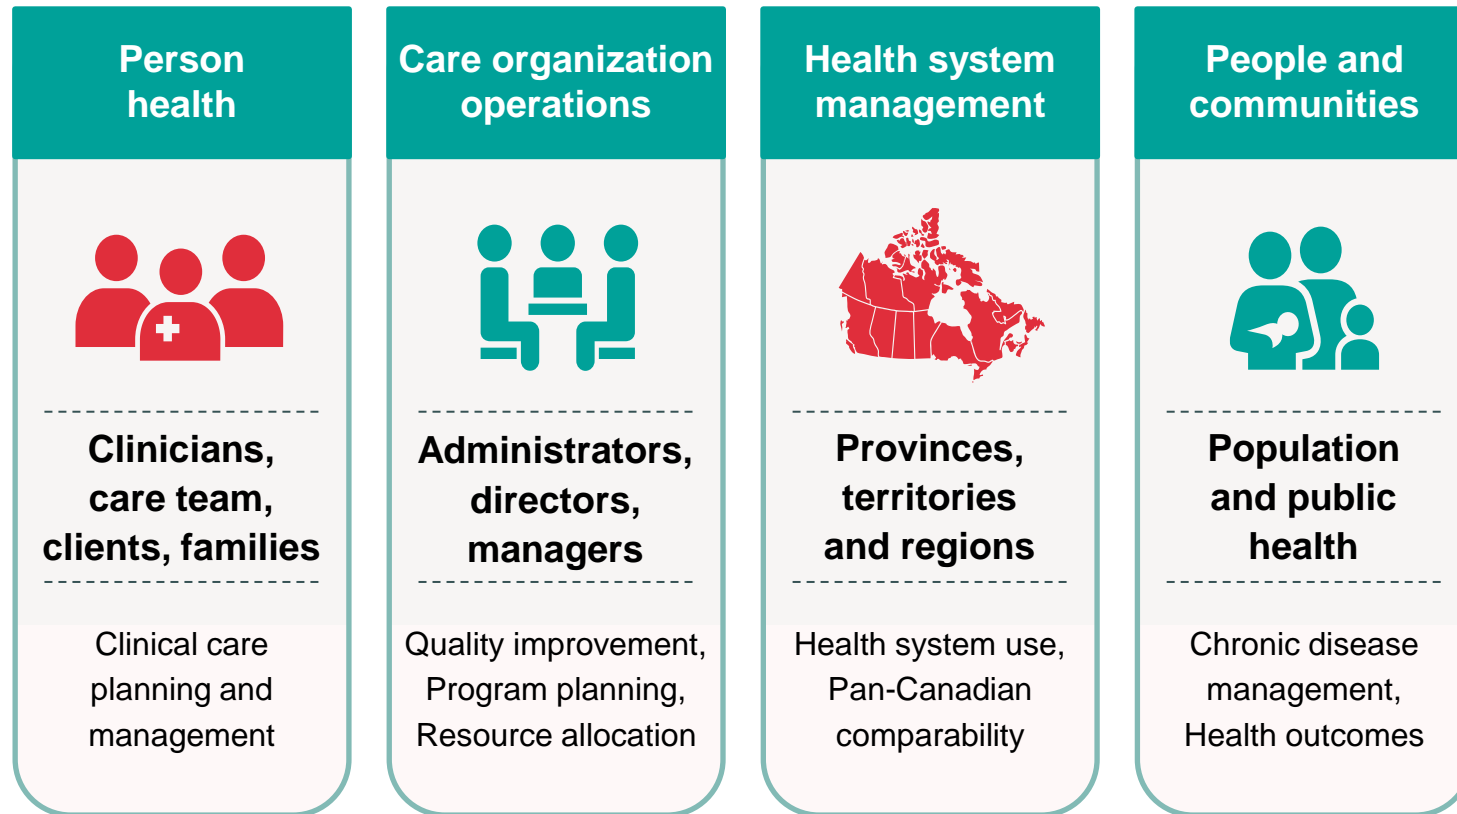 Person
health
Clinicians,
care team,
clients, families
Clinical care
planning and
management
Care organization
operations
Administrators,
directors,
managers
Quality improvement,
Program planning,
Resource allocation
Health system
management
Provinces,
territories
and regions
Health system use,
Pan-Canadian
comparability
People and
communities
Population
and public
health
Chronic disease
management,
Health outcomes